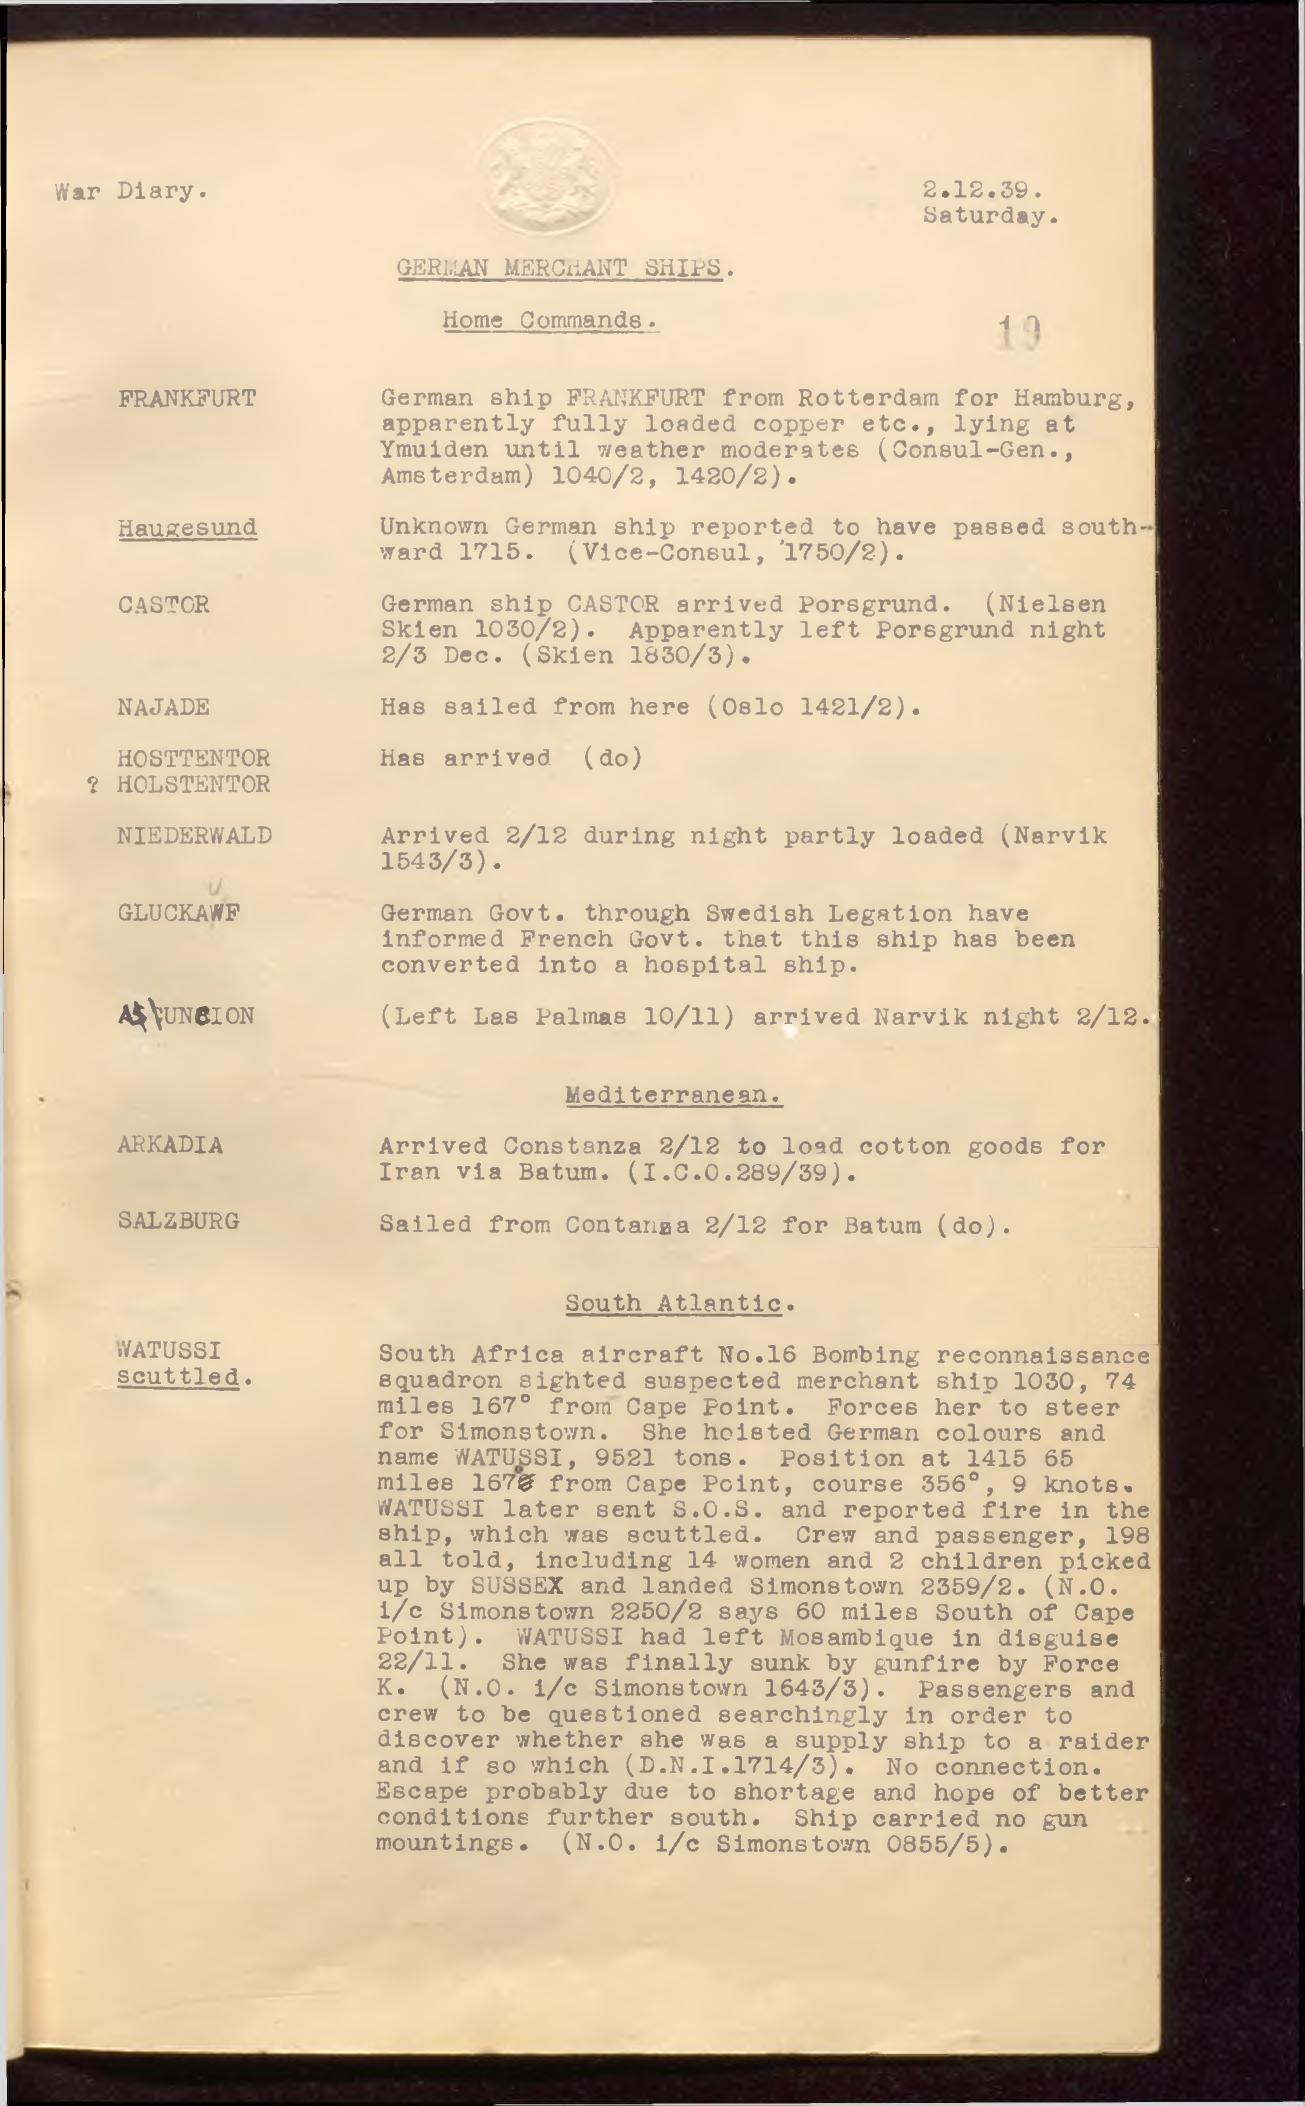 War Diary.
2.12.39.
Saturday.
GERMAN MERCHANT SHIPS.
Home Commands.
19
FRANKFURT German ship FRANKFURT from Rotterdam for Hamburg,
apparently fully loaded copper etc., lying at
Ymuiden until weather moderates (Consul-Gen.,
Amsterdam) 1040/2, 1420/2).
Haugesund Unknown German ship reported to have passed south-
ward 1715. (Vice-Consul, 1750/2).
CASTOR German ship CASTOR arrived Porsgrund. (Nielsen
Skien 1030/2). Apparently left Porsgrund night
2/3 Dec. (Skien 1830/3).
NAJADE Has sailed from here (Oslo 1421/2).
HOSTTENTOR Has arrived (do)
? HOLSTENTOR
NIEDERWALD Arrived 2/12 during night partly loaded (Narvik
1543/3).
GLUCKAUF German Govt. through Swedish Legation have
informed French Govt. that this ship has been
converted into a hospital ship.
ASUNCION (Left Las Palmas 10/11) arrived Narvik night 2/12.
Mediterranean.
ARKADIA Arrived Constanza 2/12 to load cotton goods for
Iran via Batum. (I.C.O.289/39).
SALZBURG Sailed from Contanza 2/12 for Batum (do).
South Atlantic.
WATUSSI South Africa aircraft No.16 Bombing reconnaissance
scuttled. squadron sighted suspected merchant ship 1030, 74
miles 167° from Cape Point. Forces her to steer
for Simonstown. She hoisted German colours and
name WATUSSI, 9521 tons. Position at 1415 65
miles 167° from Cape Point, course 356°, 9 knots.
WATUSSI later sent S.O.S. and reported fire in the
ship, which was scuttled. Crew and passenger, 198
all told, including 14 women and 2 children picked
up by SUSSEX and landed Simonstown 2359/2. (N.O.
i/c Simonstown 2250/2 says 60 miles South of Cape
Point). WATUSSI had left Mosambique in disguise
22/11. She was finally sunk by gunfire by Force
K. (N.O. i/c Simonstown 1643/3). Passengers and
crew to be questioned searchingly in order to
discover whether she was a supply ship to a raider
and if so which (D.N.I.1714/3). No connection.
Escape probably due to shortage and hope of better
conditions further south. Ship carried no gun
mountings. (N.O. i/c Simonstown 0855/5).